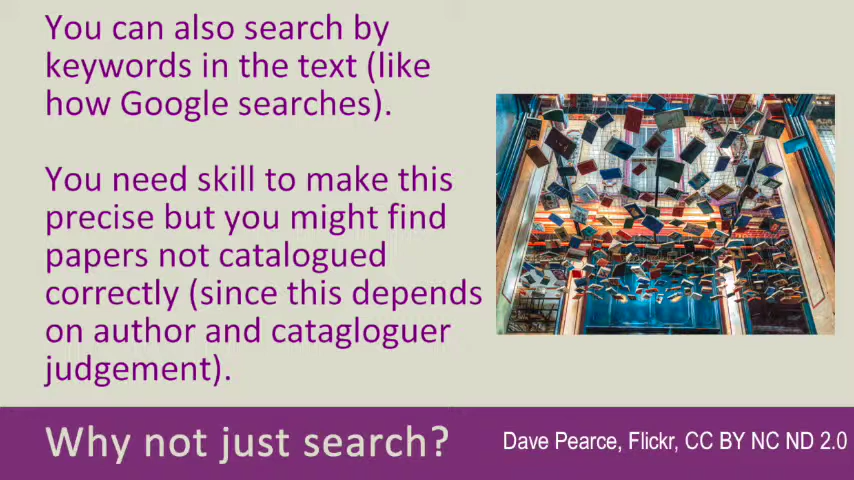 You can also search by
keywords in the text (like
how Google searches).
You need skill to make this
precise but you might find
papers not catalogued
correctly (since this depends
on author and catagloguer
judgement).
Why not just search?
Dave Pearce, Flickr, CC BY NC ND 2.0